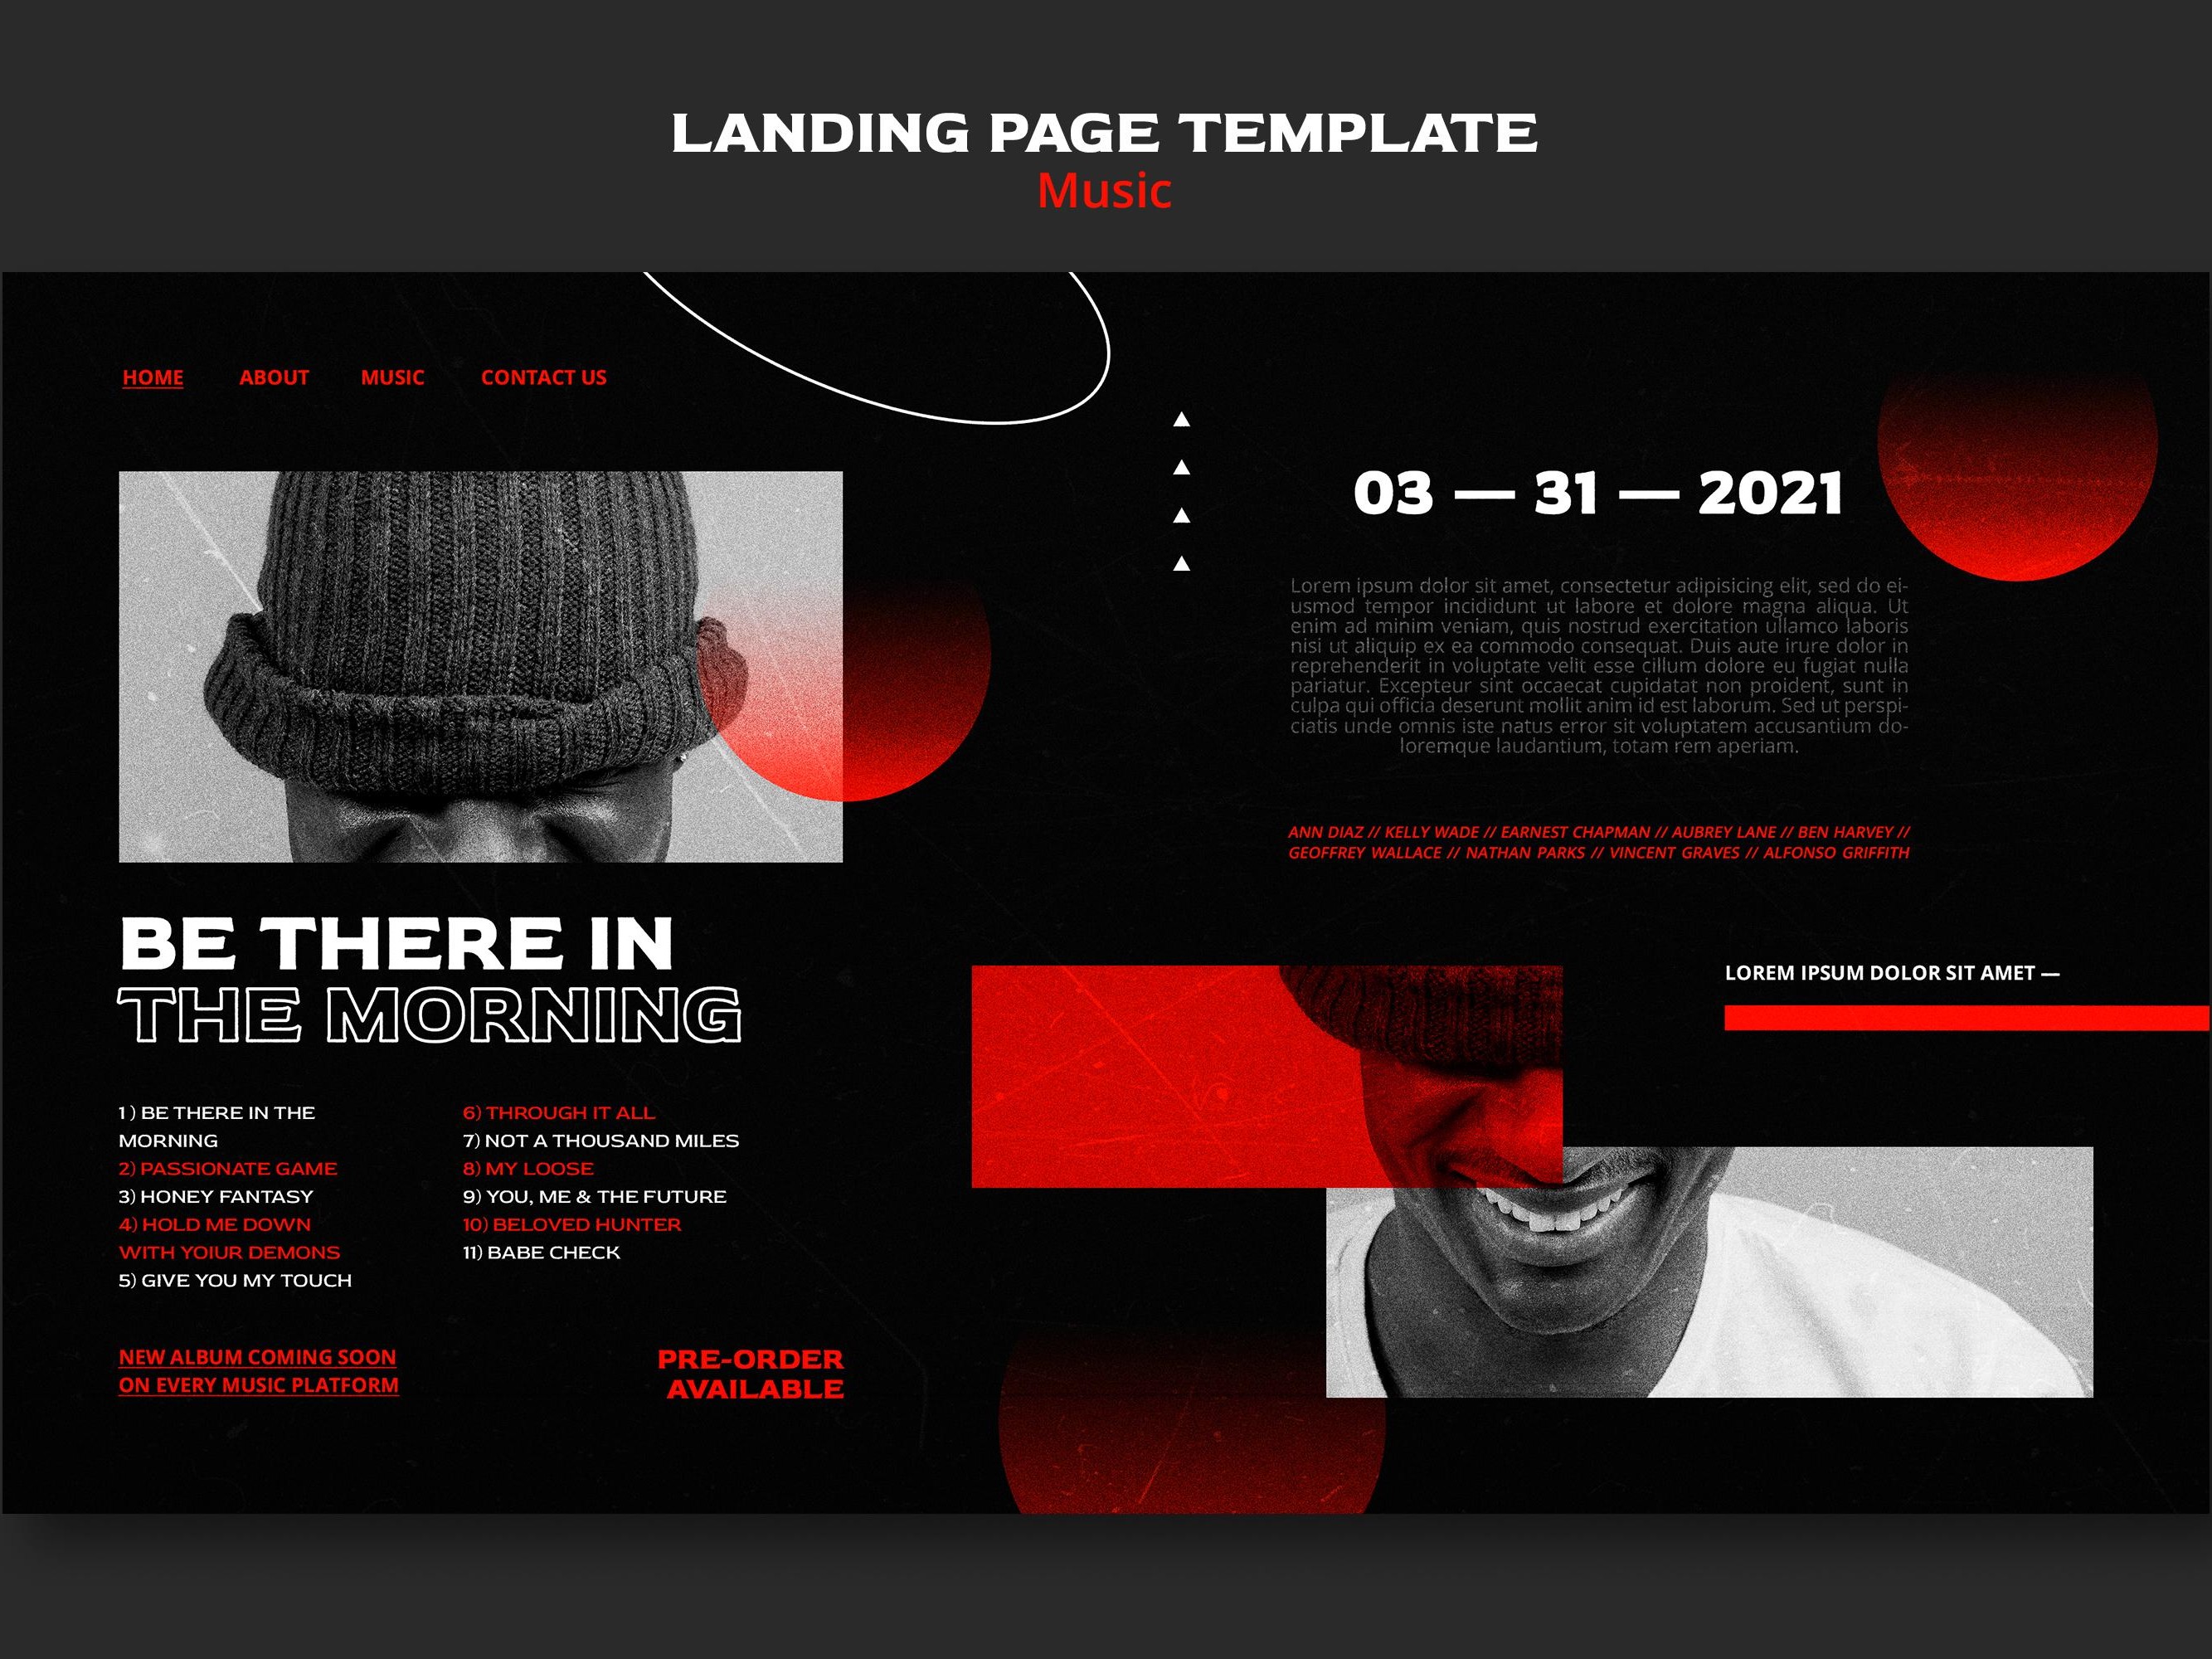 LANDING PAGE TEMPLATE
Music
HOME ABOUT MUSIC CONTACT US
BE THERE IN
THE MORNING
1) BE THERE IN THE
MORNING
2) PASSIONATE GAME
3) HONEY FANTASY
4) HOLD ME DOWN
WITH YOIUR DEMONS
5) GIVE YOU MY TOUCH
6) THROUGH IT ALL
7) NOT A THOUSAND MILES
8) MY LOOSE
9) YOU, ME & THE FUTURE
10) BELOVED HUNTER
11) BABE CHECK
NEW ALBUM COMING SOON
ON EVERY MUSIC PLATFORM
PRE-ORDER
AVAILABLE
03 — 31 — 2021
Lorem ipsum dolor sit amet, consectetur adipisicing elit, sed do ei-
usmod tempor incididunt ut labore et dolore magna aliqua. Ut
enim ad minim veniam, quis nostrud exercitation ullamco laboris
nisi ut aliquip ex ea commodo consequat. Duis aute irure dolor in
reprehenderit in voluptate velit esse cillum dolore eu fugiat nulla
pariatur. Excepteur sint occaecat cupidatat non proident, sunt in
culpa qui officia deserunt mollit anim id est laborum. Sed ut perspi-
ciatis unde omnis iste natus error sit voluptatem accusantium do-
loremque laudantium, totam rem aperiam.
ANN DIAZ // KELLY WADE // EARNEST CHAPMAN // AUBREY LANE // BEN HARVEY //
GEOFFREY WALLACE // NATHAN PARKS // VINCENT GRAVES // ALFONSO GRIFFITH
LOREM IPSUM DOLOR SIT AMET —